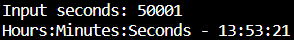 Input seconds: 50001
Hours:Minutes:Seconds - 13:53:21